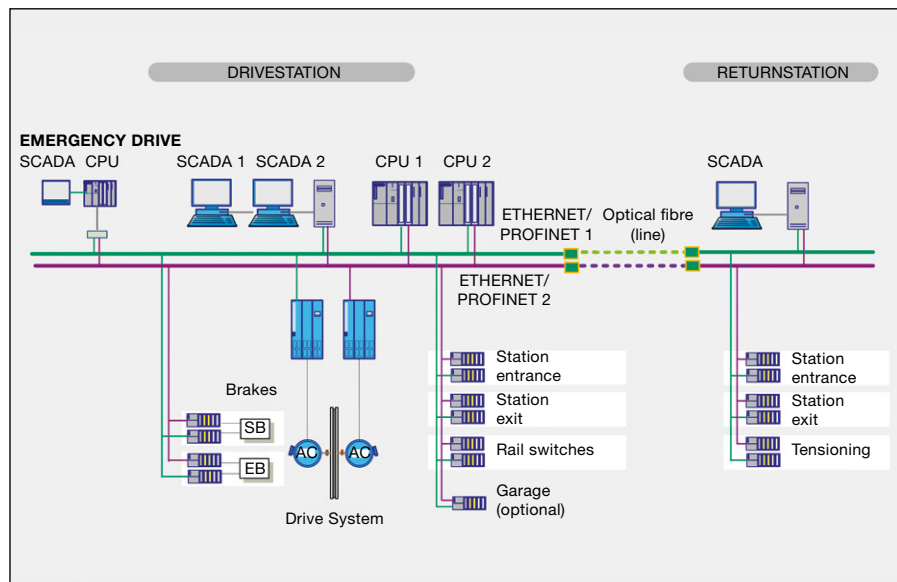 DRIVESTATION
RETURNSTATION
EMERGENCY DRIVE
SCADA CPU
SCADA 1 SCADA 2
CPU 1 CPU 2
SCADA
ETHERNET/
PROFINET 1
Optical fibre
(line)
ETHERNET/
PROFINET 2
Brakes
SB
EB
AC
AC
Drive System
Station
entrance
Station
exit
Rail switches
Garage
(optional)
Station
entrance
Station
exit
Tensioning